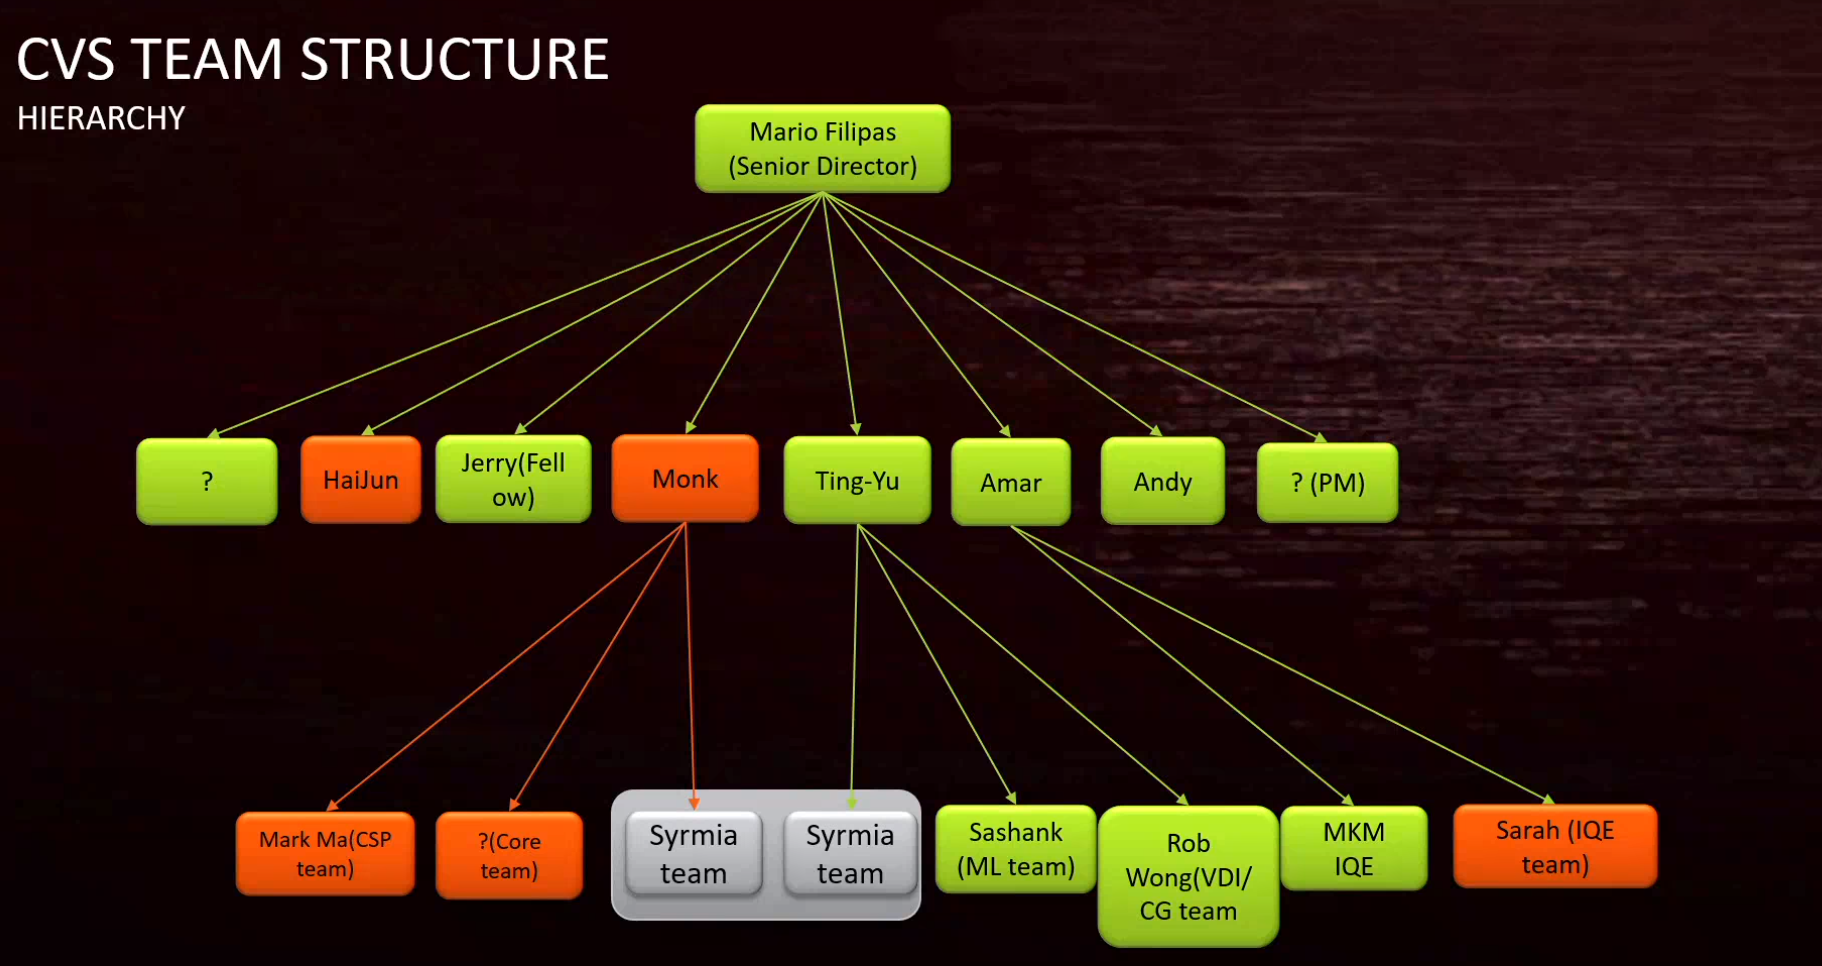 CVS TEAM STRUCTURE
HIERARCHY
Mario Filipas
(Senior Director)
?
HaiJun
Jerry(Fell
ow)
Monk
Ting-Yu
Amar
Andy
? (PM)
Mark Ma(CSP
team)
?(Core
team)
Syrmia
team
Syrmia
team
Sashank
(ML team)
Rob
Wong(VDI/
CG team
MKM
IQE
Sarah (IQE
team)